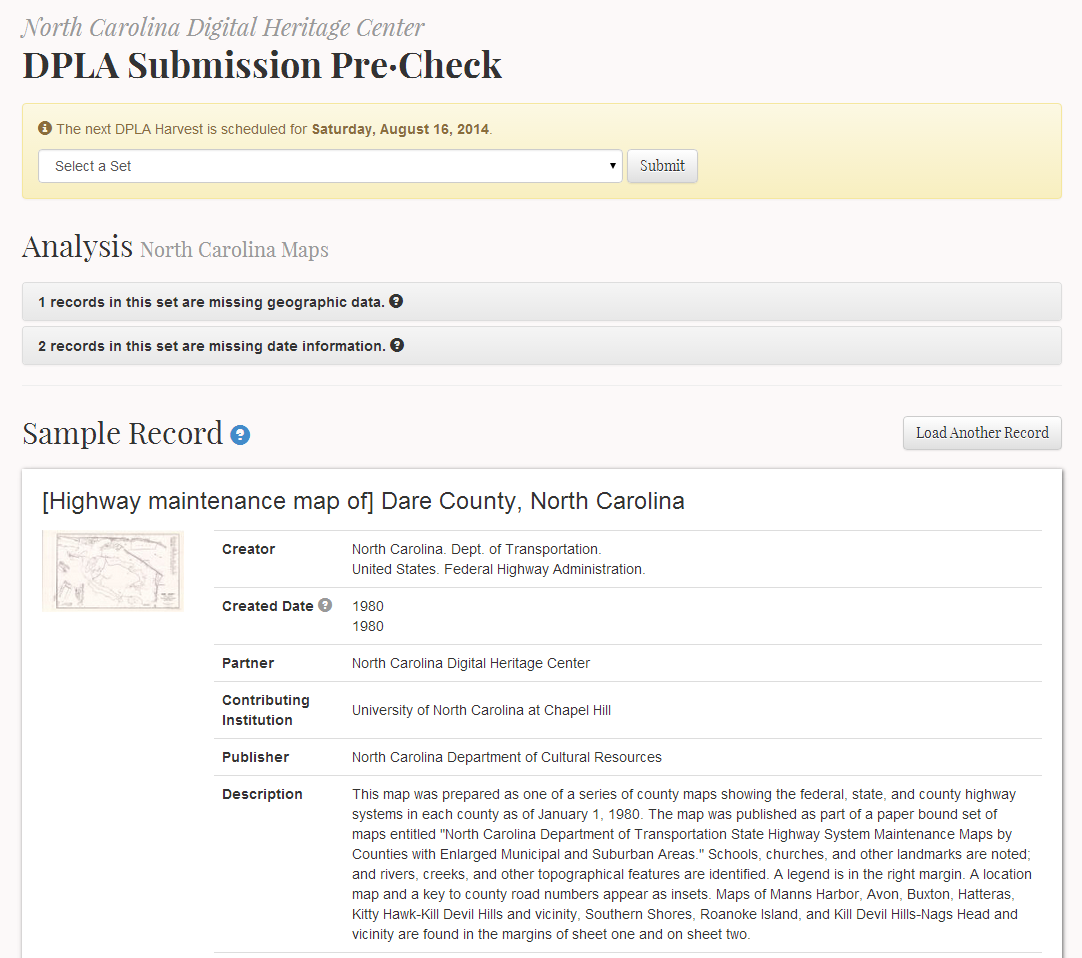 North Carolina Digital Heritage Center
DPLA Submission Pre·Check
The next DPLA Harvest is scheduled for Saturday, August 16, 2014.
Select a Set
Submit
Analysis North Carolina Maps
1 records in this set are missing geographic data.
2 records in this set are missing date information.
Sample Record
Load Another Record
[Highway maintenance map of] Dare County, North Carolina
Creator
North Carolina. Dept. of Transportation.
United States. Federal Highway Administration.
Created Date
1980
1980
Partner
North Carolina Digital Heritage Center
Contributing
Institution
University of North Carolina at Chapel Hill
Publisher
North Carolina Department of Cultural Resources
Description
This map was prepared as one of a series of county maps showing the federal, state, and county highway
systems in each county as of January 1, 1980. The map was published as part of a paper bound set of
maps entitled "North Carolina Department of Transportation State Highway System Maintenance Maps by
Counties with Enlarged Municipal and Suburban Areas." Schools, churches, and other landmarks are noted;
and rivers, creeks, and other topographical features are identified. A legend is in the right margin. A location
map and a key to county road numbers appear as insets. Maps of Manns Harbor, Avon, Buxton, Hatteras,
Kitty Hawk-Kill Devil Hills and vicinity, Southern Shores, Roanoke Island, and Kill Devil Hills-Nags Head and
vicinity are found in the margins of sheet one and on sheet two.